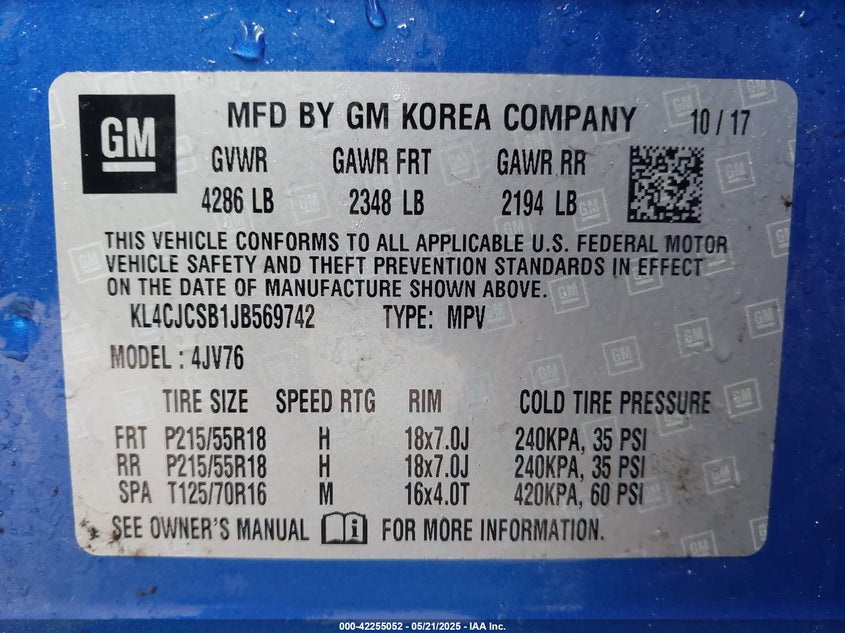 GM
MFD BY GM KOREA COMPANY 10 / 17
GVWR GAWR FRT GAWR RR
4286 LB 2348 LB 2194 LB
THIS VEHICLE CONFORMS TO ALL APPLICABLE U.S. FEDERAL MOTOR
VEHICLE SAFETY AND THEFT PREVENTION STANDARDS IN EFFECT
ON THE DATE OF MANUFACTURE SHOWN ABOVE.
KL4CJCSB1JB569742 TYPE: MPV
MODEL : 4JV76
TIRE SIZE SPEED RTG RIM COLD TIRE PRESSURE
FRT P215/55R18 H 18x7.0J 240KPA, 35 PSI
RR P215/55R18 H 18x7.0J 240KPA, 35 PSI
SPA T125/70R16 M 16x4.0T 420KPA, 60 PSI
SEE OWNER'S MANUAL i FOR MORE INFORMATION.
000-42255052 - 05/21/2025 - IAA Inc.